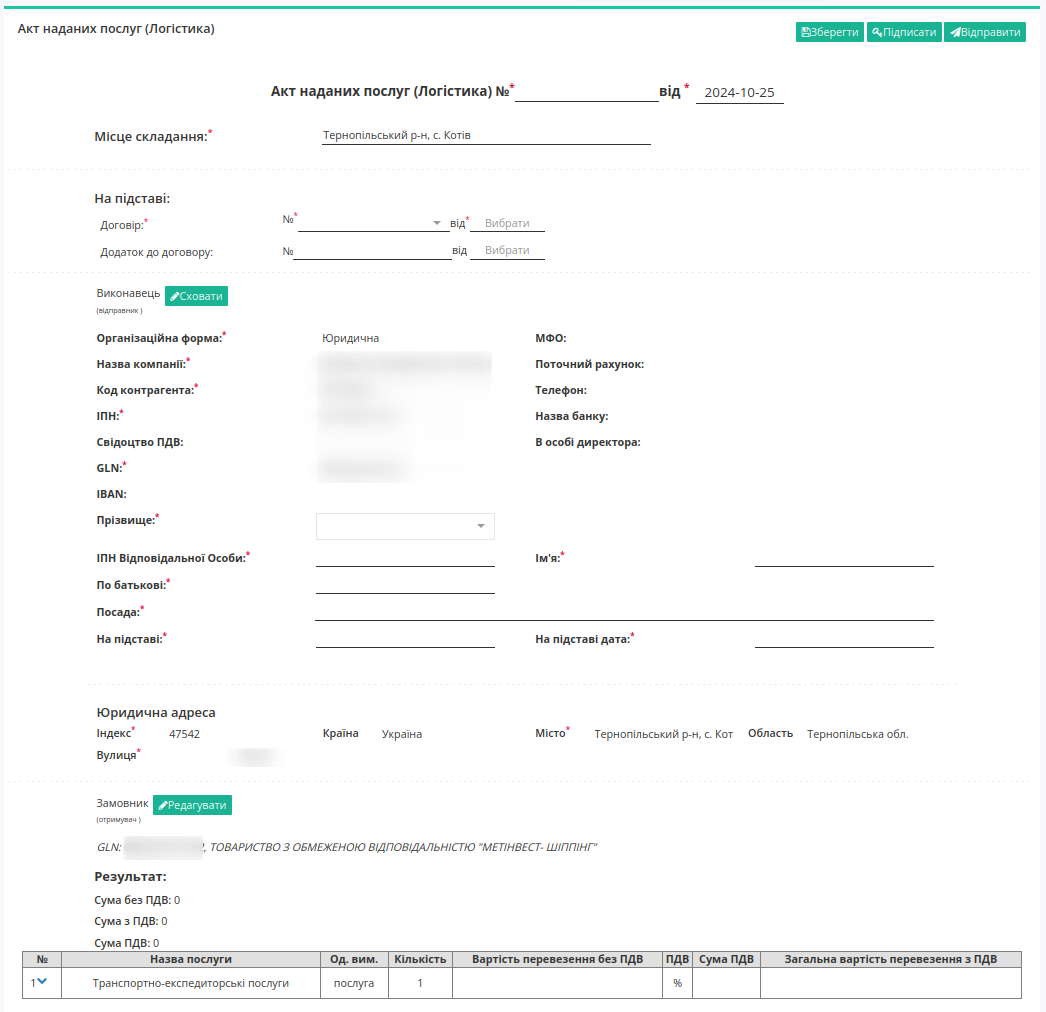 Акт наданих послуг (Логістика)
Зберегти Підписати Відправити
Акт наданих послуг (Логістика) №* від * 2024-10-25
Місце складання:* Тернопільський р-н, с. Котів
На підставі:
Договір:* №* від* Вибрати
Додаток до договору: № від Вибрати
Виконавець Сховати
(відправник )
Організаційна форма:* Юридична МФО:
Назва компанії:* Поточний рахунок:
Код контрагента:* Телефон:
ІПН:* Назва банку:
Свідоцтво ПДВ: В особі директора:
GLN:*
IBAN:
Прізвище:*
ІПН Відповідальної Особи:* Ім'я:*
По батькові:*
Посада:*
На підставі:* На підставі дата:*
Юридична адреса
Індекс* 47542 Країна Україна Місто* Тернопільський р-н, с. Кот Область Тернопільська обл.
Вулиця*
Замовник Редагувати
(отримувач )
GLN: , ТОВАРИСТВО З ОБМЕЖЕНОЮ ВІДПОВІДАЛЬНІСТЮ "МЕТІНВЕСТ- ШІППІНГ"
Результат:
Сума без ПДВ: 0
Сума з ПДВ: 0
Сума ПДВ: 0
№ Назва послуги Од. вим. Кількість Вартість перевезення без ПДВ ПДВ Сума ПДВ Загальна вартість перевезення з ПДВ
1 Транспортно-експедиторські послуги послуга 1 %